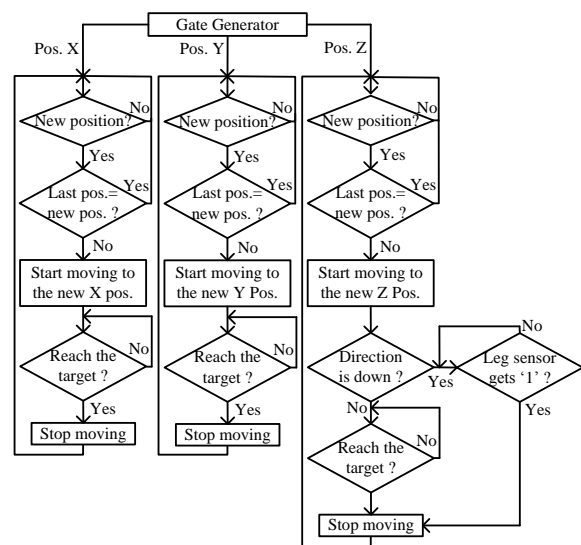 Gate Generator
Pos. X
Pos. Y
Pos. Z
New position?
No
Yes
Last pos.=
new pos. ?
Yes
No
Start moving to
the new X pos.
Reach the
target ?
No
Yes
Stop moving
New position?
No
Yes
Last pos.=
new pos. ?
Yes
No
Start moving to
the new Y Pos.
Reach the
target ?
No
Yes
Stop moving
New position?
No
Yes
Last pos.=
new pos. ?
Yes
No
Start moving to
the new Z Pos.
Direction
is down ?
Yes
No
Leg sensor
gets ‘1’ ?
No
Yes
Reach the
target ?
No
Yes
Stop moving